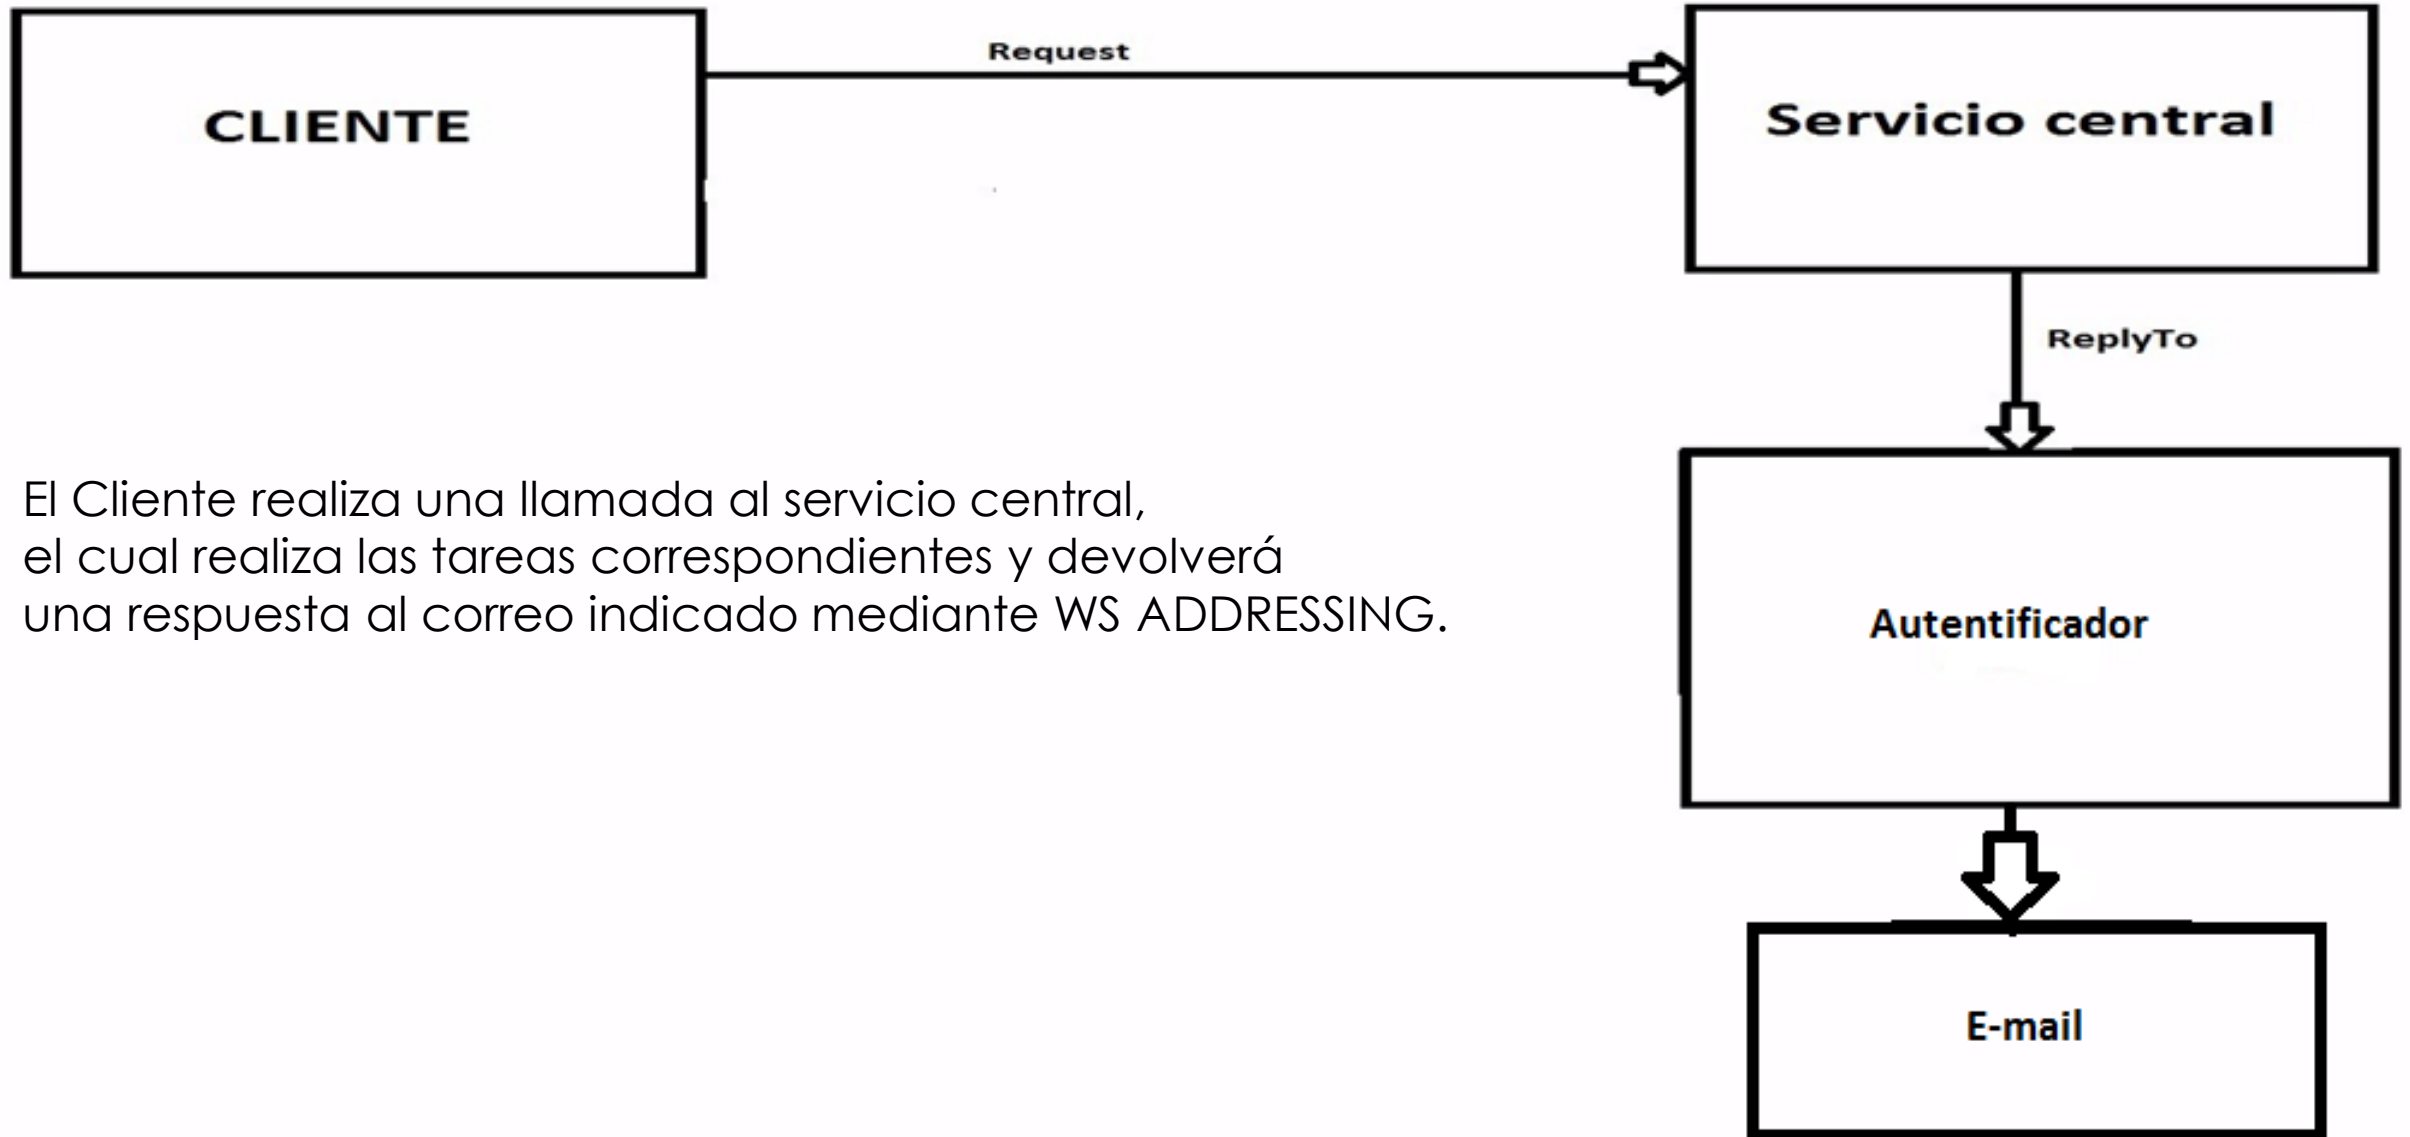 Request
CLIENTE
Servicio central
ReplyTo
El Cliente realiza una llamada al servicio central,
el cual realiza las tareas correspondientes y devolverá
una respuesta al correo indicado mediante WS ADDRESSING.
Autentificador
E-mail